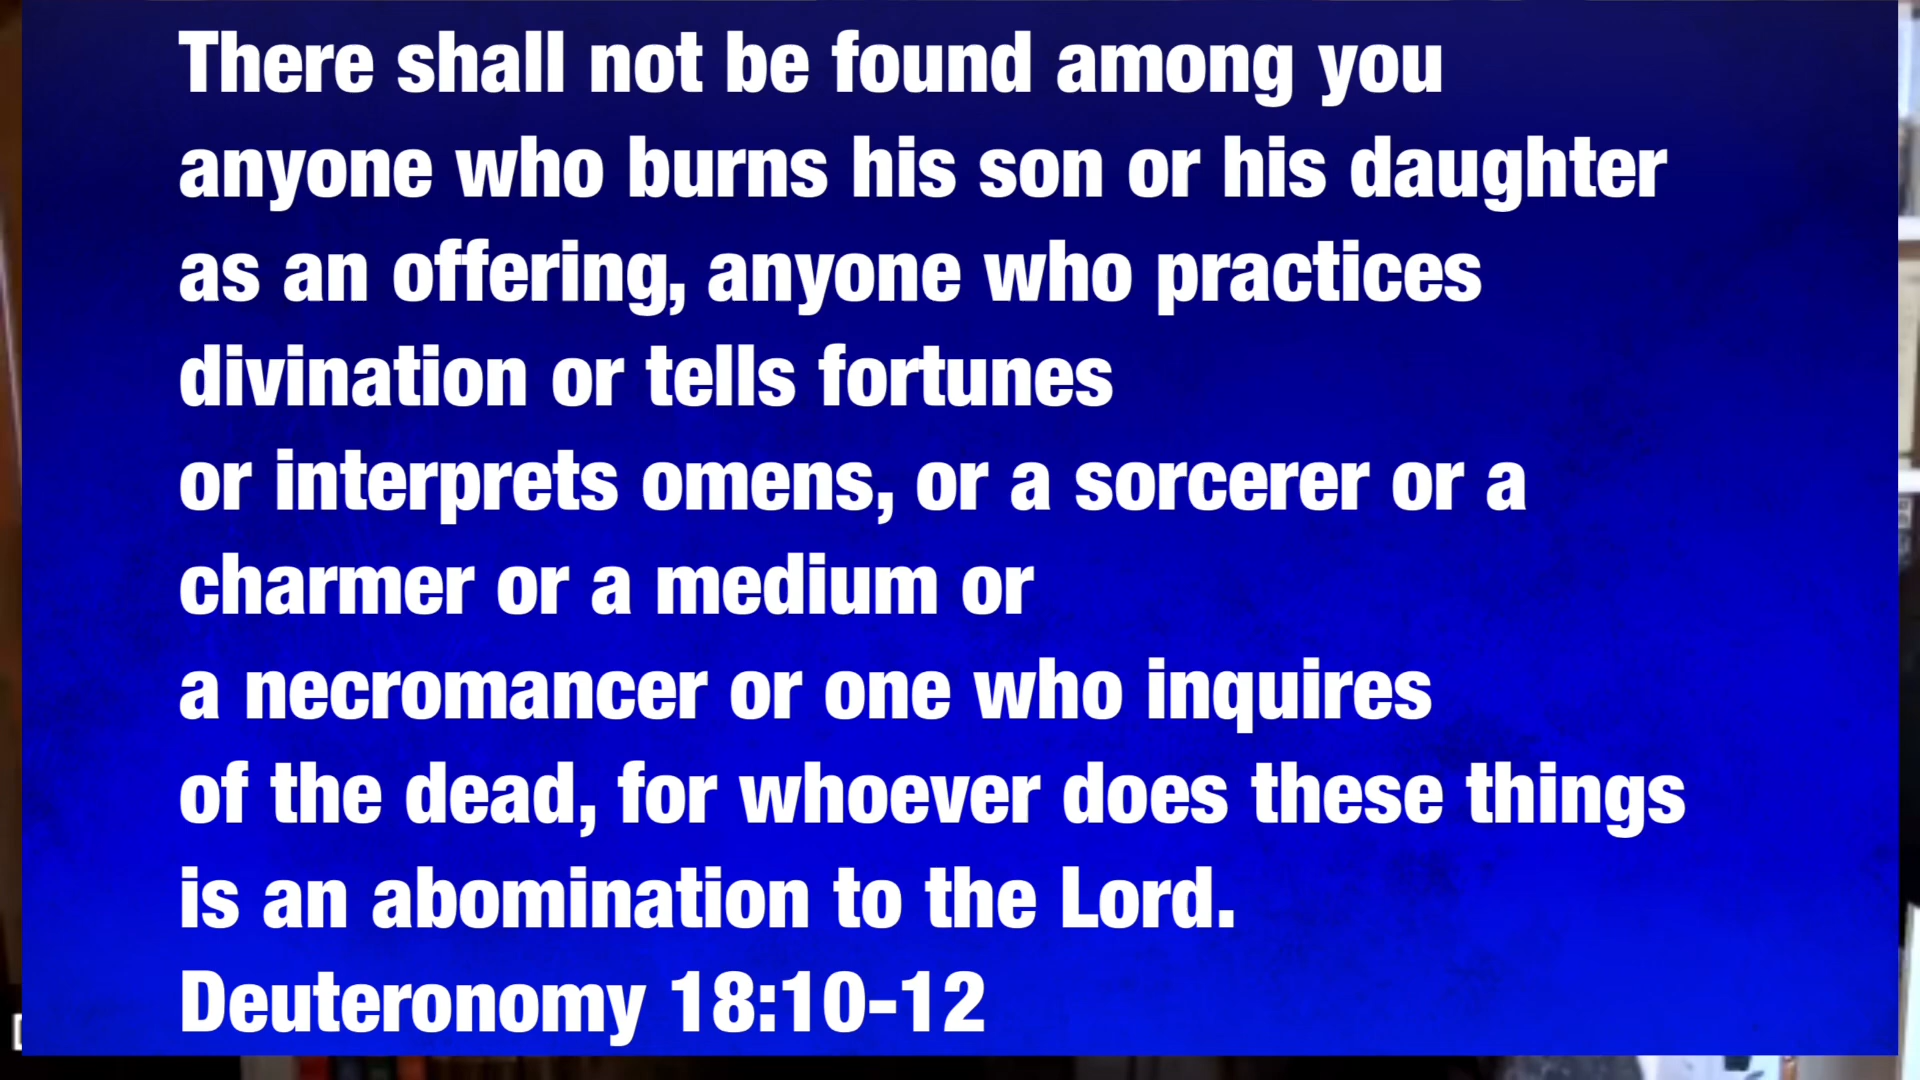 There shall not be found among you
anyone who burns his son or his daughter
as an offering, anyone who practices
divination or tells fortunes
or interprets omens, or a sorcerer or a
charmer or a medium or
a necromancer or one who inquires
of the dead, for whoever does these things
is an abomination to the Lord.
Deuteronomy 18:10-12